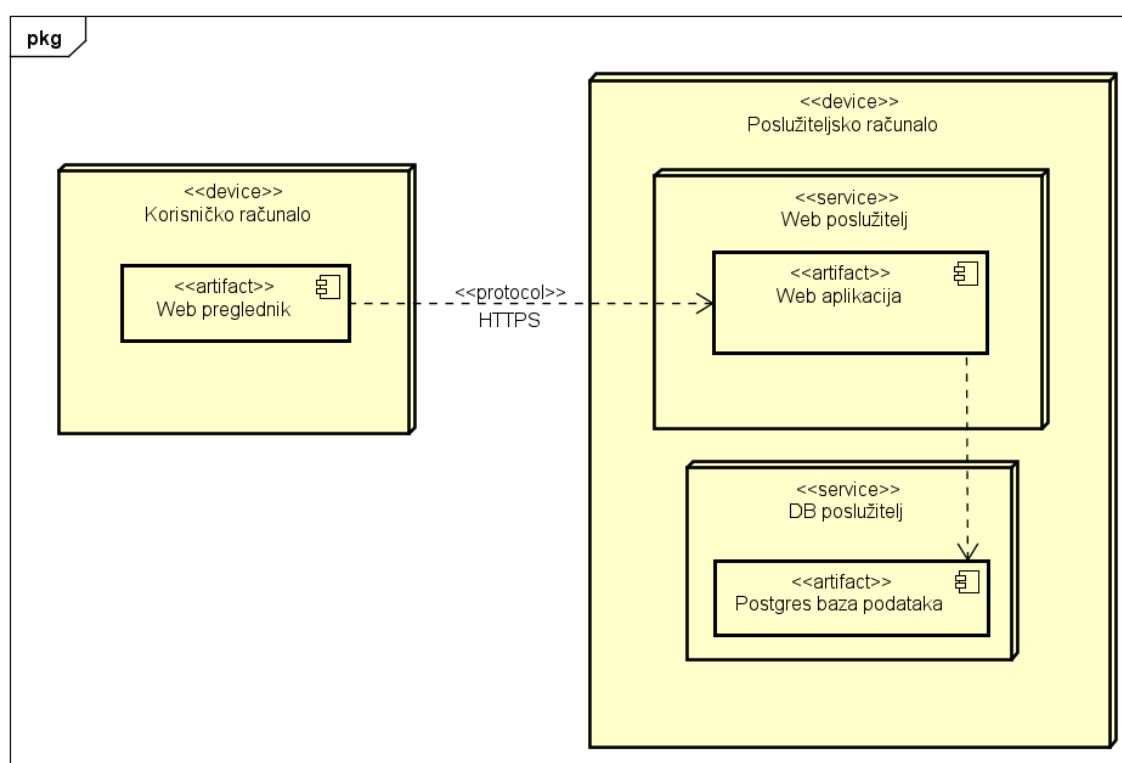 pkg
<<device>>
Korisničko računalo
<<artifact>>
Web preglednik
<<protocol>>
HTTPS
<<device>>
Poslužiteljsko računalo
<<service>>
Web poslužitelj
<<artifact>>
Web aplikacija
<<service>>
DB poslužitelj
<<artifact>>
Postgres baza podataka